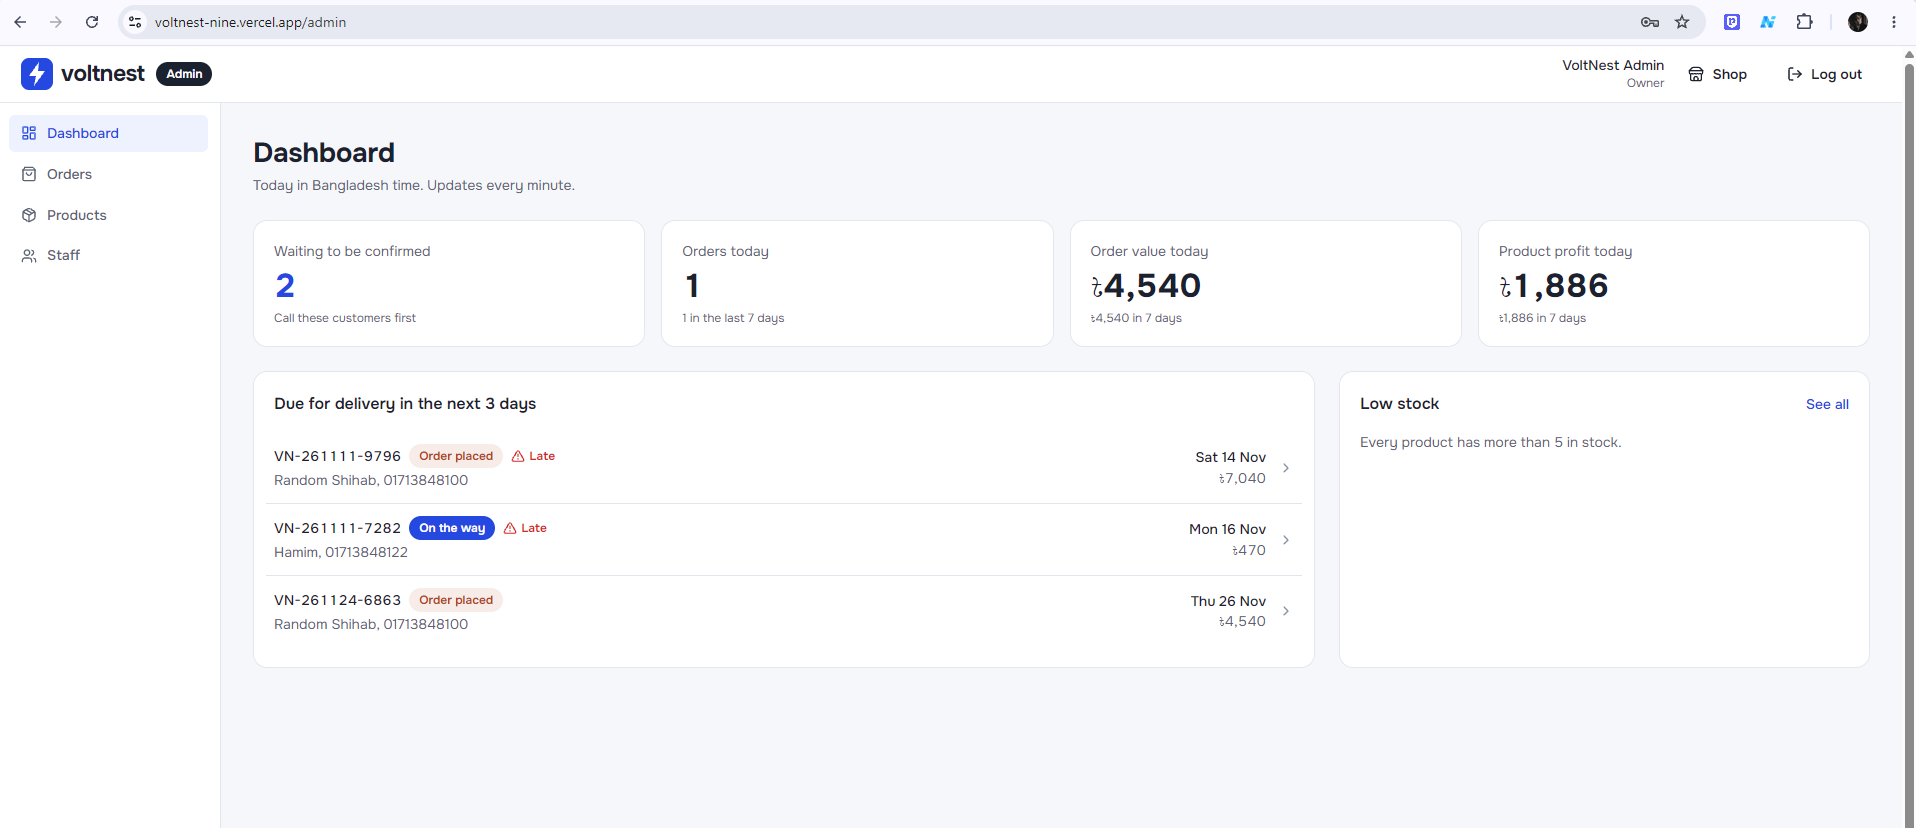 voltnest-nine.vercel.app/admin
voltnest Admin
VoltNest Admin
Owner
Shop
Log out
Dashboard
Orders
Products
Staff
Dashboard
Today in Bangladesh time. Updates every minute.
Waiting to be confirmed
2
Call these customers first
Orders today
1
1 in the last 7 days
Order value today
৳4,540
৳4,540 in 7 days
Product profit today
৳1,886
৳1,886 in 7 days
Due for delivery in the next 3 days
VN-261111-9796 Order placed Late
Random Shihab, 01713848100
Sat 14 Nov
৳7,040
VN-261111-7282 On the way Late
Hamim, 01713848122
Mon 16 Nov
৳470
VN-261124-6863 Order placed
Random Shihab, 01713848100
Thu 26 Nov
৳4,540
Low stock
See all
Every product has more than 5 in stock.